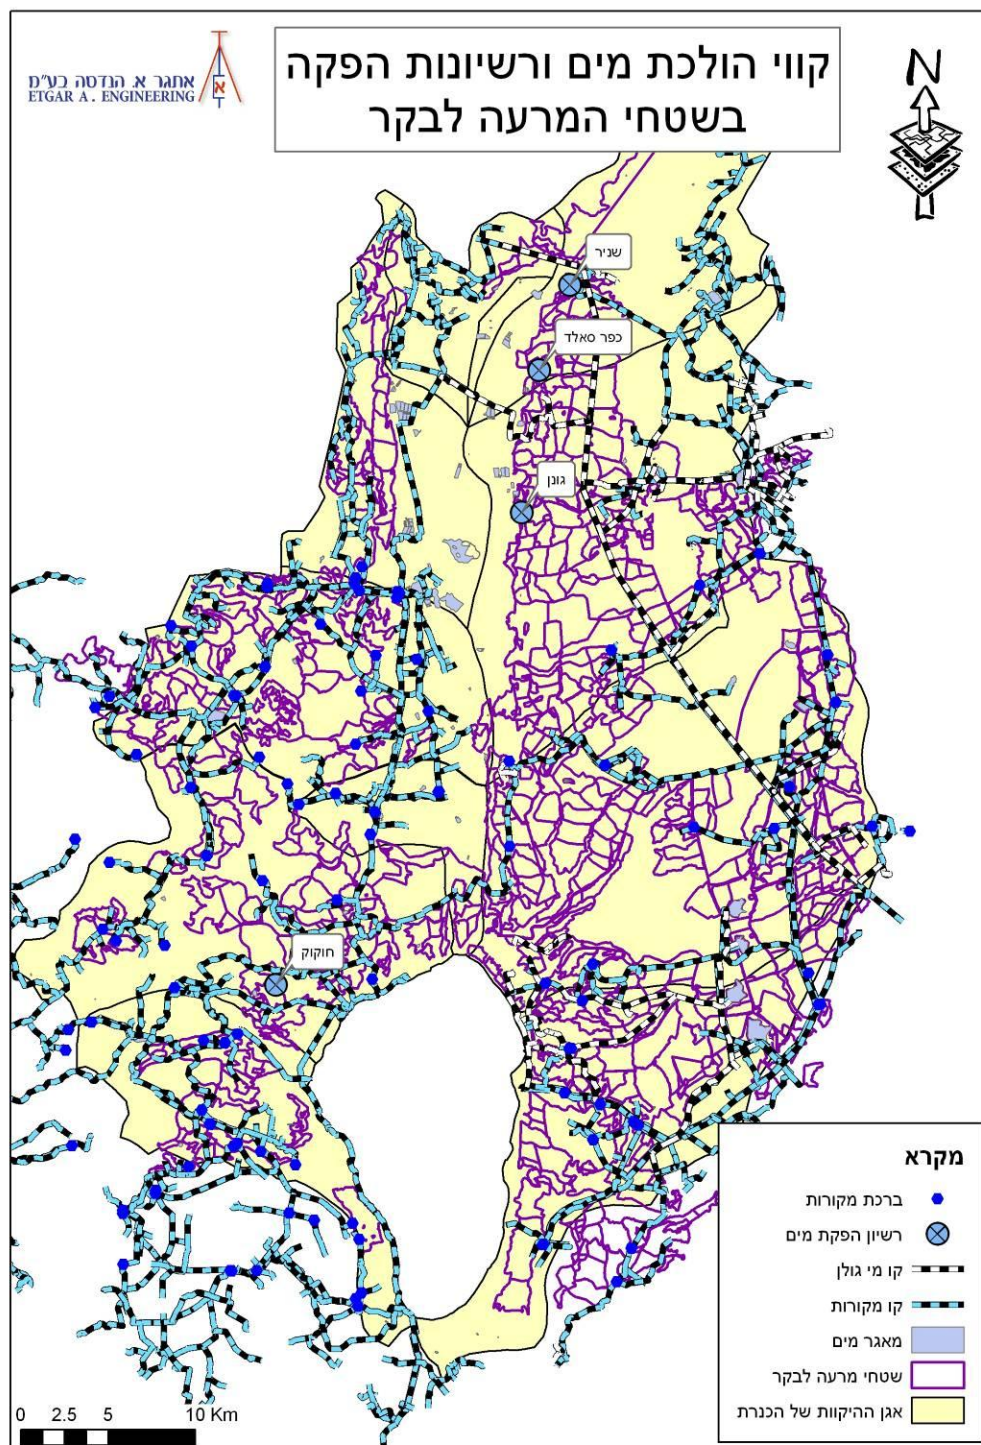 אתגר א. הנדסה בע"מ
ETGAR A . ENGINEERING
קווי הולכת מים ורשיונות הפקה
בשטחי המרעה לבקר
N
שניר
כפר סאלד
גונן
חוקוק
מקרא
ברכת מקורות
רשיון הפקת מים
קו מי גולן
קו מקורות
מאגר מים
שטחי מרעה לבקר
אגן ההיקוות של הכנרת
0 2.5 5 10 Km